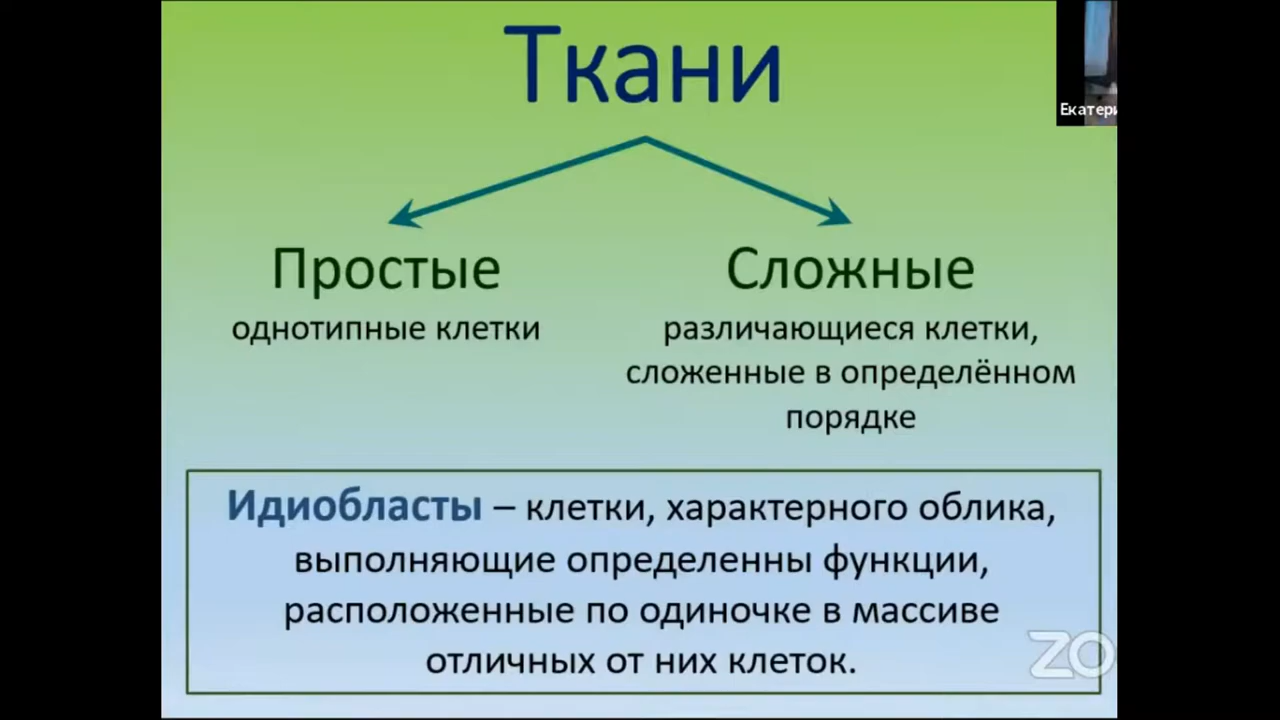 Ткани
Екатери
Простые
Сложные
однотипные клетки
различающиеся клетки,
сложенные в определённом
порядке
Идиобласты – клетки, характерного облика,
выполняющие определенны функции,
расположенные по одиночке в массиве
отличных от них клеток.
ZO